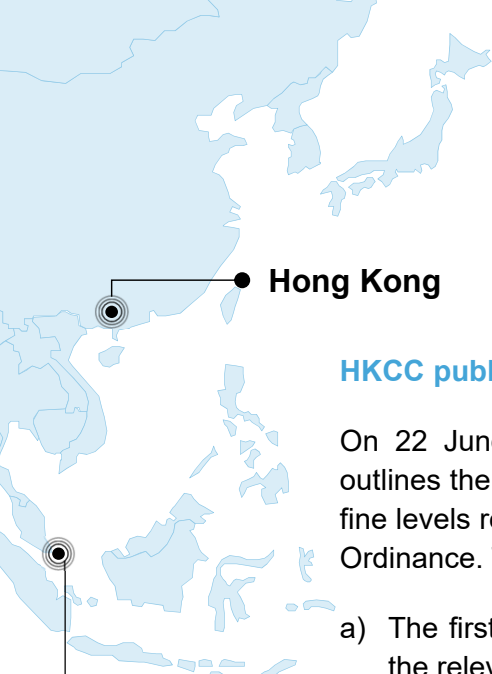 Hong Kong
HKCC publ
On 22 Jun
outlines the
fine levels r
Ordinance.
a) The first
the relev